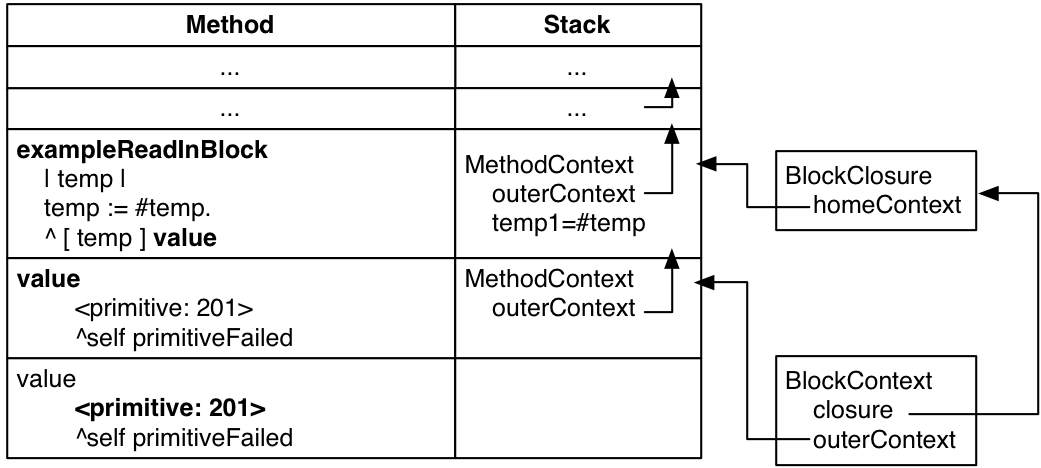 Method
Stack
...
...
...
...
exampleReadInBlock
| temp |
temp := #temp.
^ [ temp ] value
MethodContext
outerContext
temp1=#temp
BlockClosure
homeContext
value
<primitive: 201>
^self primitiveFailed
MethodContext
outerContext
value
<primitive: 201>
^self primitiveFailed
BlockContext
closure
outerContext